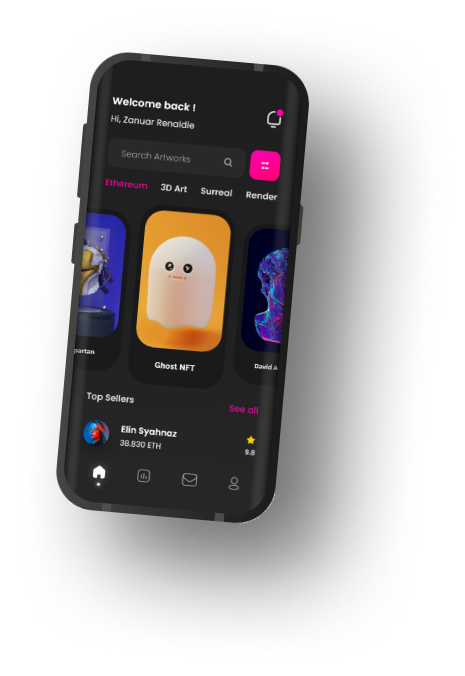 Welcome back !
Hi, Zanuar Renaldie
Search Artworks
Ethereum 3D Art Surreal Render
partan Ghost NFT David A
Top Sellers See all
Elin Syahnaz
38.830 ETH 9.8